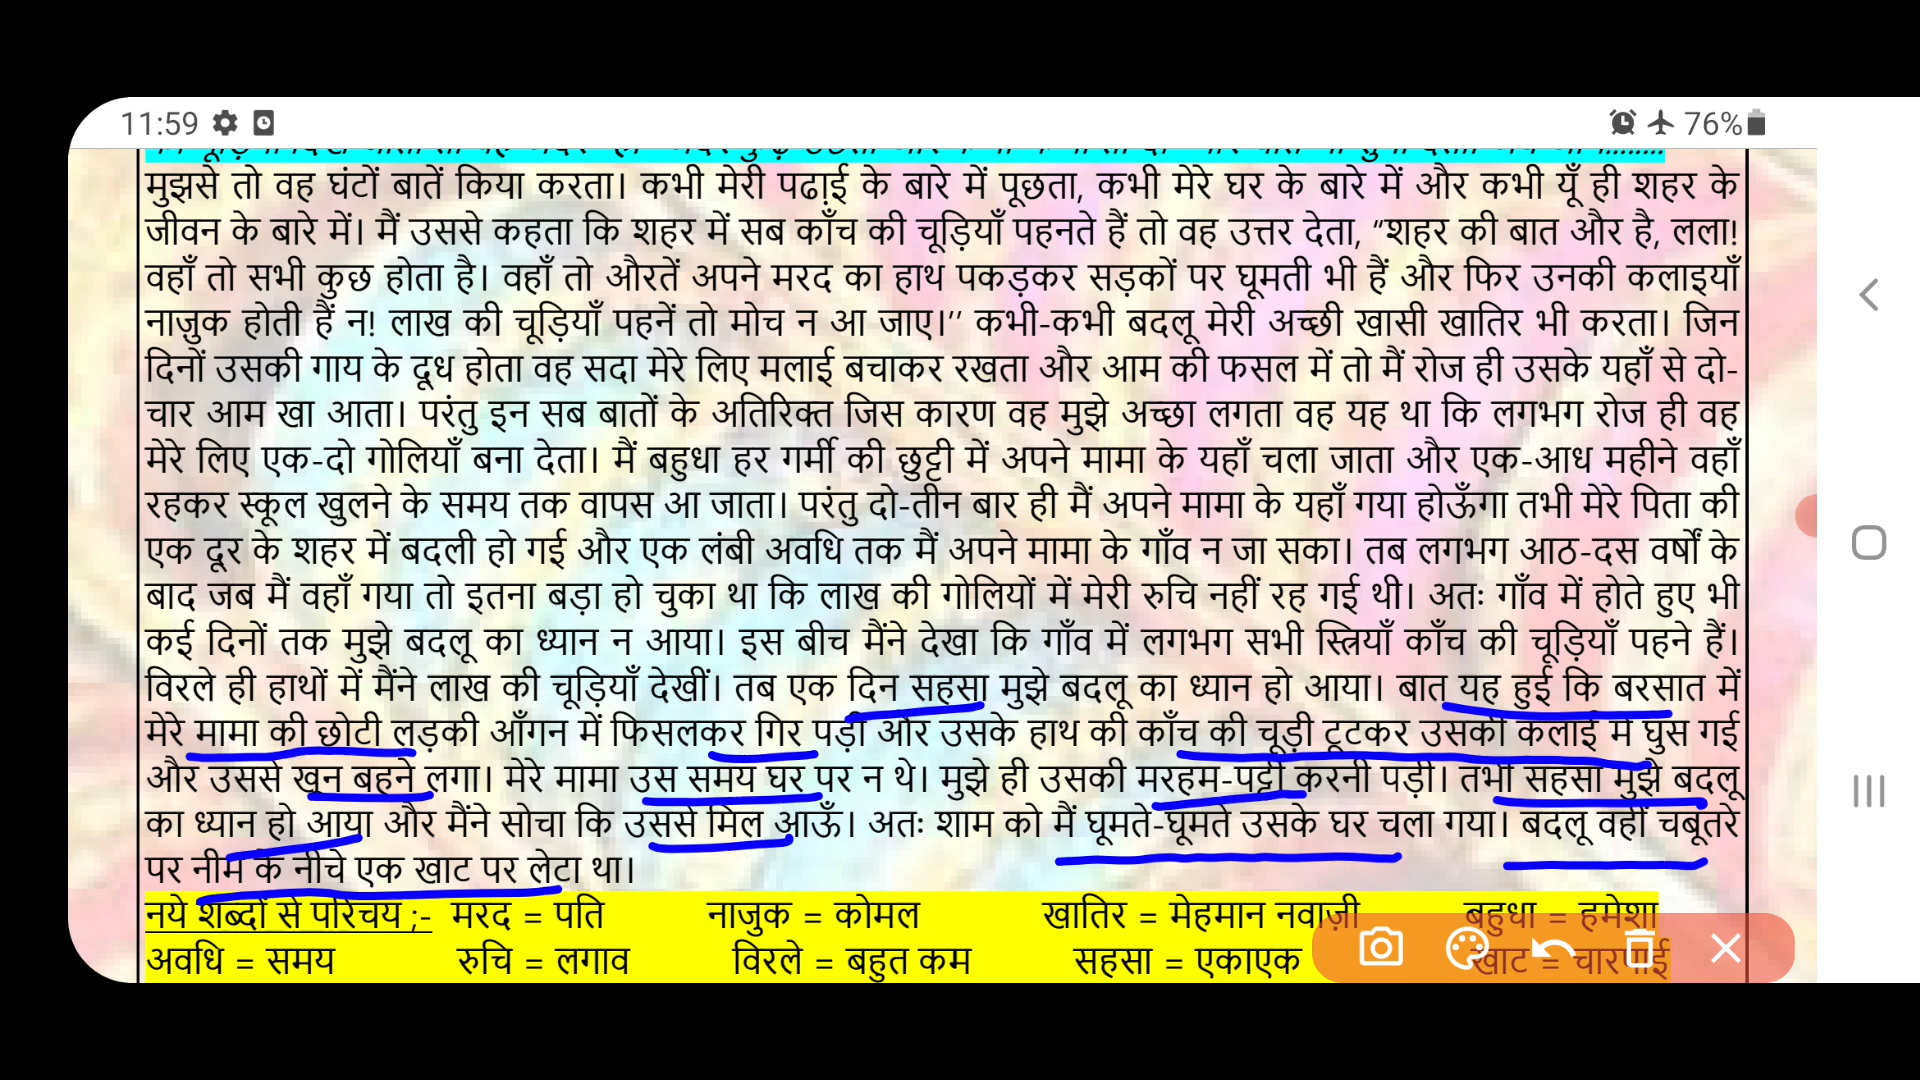 11:59
76%
मुझसे तो वह घंटों बातें किया करता। कभी मेरी पढ़ाई के बारे में पूछता, कभी मेरे घर के बारे में और कभी यूँ ही शहर के
जीवन के बारे में। मैं उससे कहता कि शहर में सब काँच की चूड़ियाँ पहनते हैं तो वह उत्तर देता, “शहर की बात और है, लला!
वहाँ तो सभी कुछ होता है। वहाँ तो औरतें अपने मरद का हाथ पकड़कर सड़कों पर घूमती भी हैं और फिर उनकी कलाइयाँ
नाज़ुक होती हैं न! लाख की चूड़ियाँ पहनें तो मोच न आ जाए।’’ कभी-कभी बदलू मेरी अच्छी खासी खातिर भी करता। जिन
दिनों उसकी गाय के दूध होता वह सदा मेरे लिए मलाई बचाकर रखता और आम की फसल में तो मैं रोज ही उसके यहाँ से दो-
चार आम खा आता। परंतु इन सब बातों के अतिरिक्त जिस कारण वह मुझे अच्छा लगता वह यह था कि लगभग रोज ही वह
मेरे लिए एक-दो गोलियाँ बना देता। मैं बहुधा हर गर्मी की छुट्टी में अपने मामा के यहाँ चला जाता और एक-आध महीने वहाँ
रहकर स्कूल खुलने के समय तक वापस आ जाता। परंतु दो-तीन बार ही मैं अपने मामा के यहाँ गया होऊँगा तभी मेरे पिता की
एक दूर के शहर में बदली हो गई और एक लंबी अवधि तक मैं अपने मामा के गाँव न जा सका। तब लगभग आठ-दस वर्षों के
बाद जब मैं वहाँ गया तो इतना बड़ा हो चुका था कि लाख की गोलियों में मेरी रुचि नहीं रह गई थी। अतः गाँव में होते हुए भी
कई दिनों तक मुझे बदलू का ध्यान न आया। इस बीच मैंने देखा कि गाँव में लगभग सभी स्त्रियाँ काँच की चूड़ियाँ पहने हैं।
विरले ही हाथों में मैंने लाख की चूड़ियाँ देखीं। तब एक दिन सहसा मुझे बदलू का ध्यान हो आया। बात यह हुई कि बरसात में
मेरे मामा की छोटी लड़की आँगन में फिसलकर गिर पड़ी और उसके हाथ की काँच की चूड़ी टूटकर उसकी कलाई में घुस गई
और उससे खून बहने लगा। मेरे मामा उस समय घर पर न थे। मुझे ही उसकी मरहम-पट्टी करनी पड़ी। तभी सहसा मुझे बदलू
का ध्यान हो आया और मैंने सोचा कि उससे मिल आऊँ। अतः शाम को मैं घूमते-घूमते उसके घर चला गया। बदलू वहीं चबूतरे
पर नीम के नीचे एक खाट पर लेटा था।
नये शब्दों से परिचय ;- मरद = पति नाजुक = कोमल खातिर = मेहमान नवाज़ी बहुधा = हमेशा
अवधि = समय रुचि = लगाव विरले = बहुत कम सहसा = एकाएक खाट = चारपाई